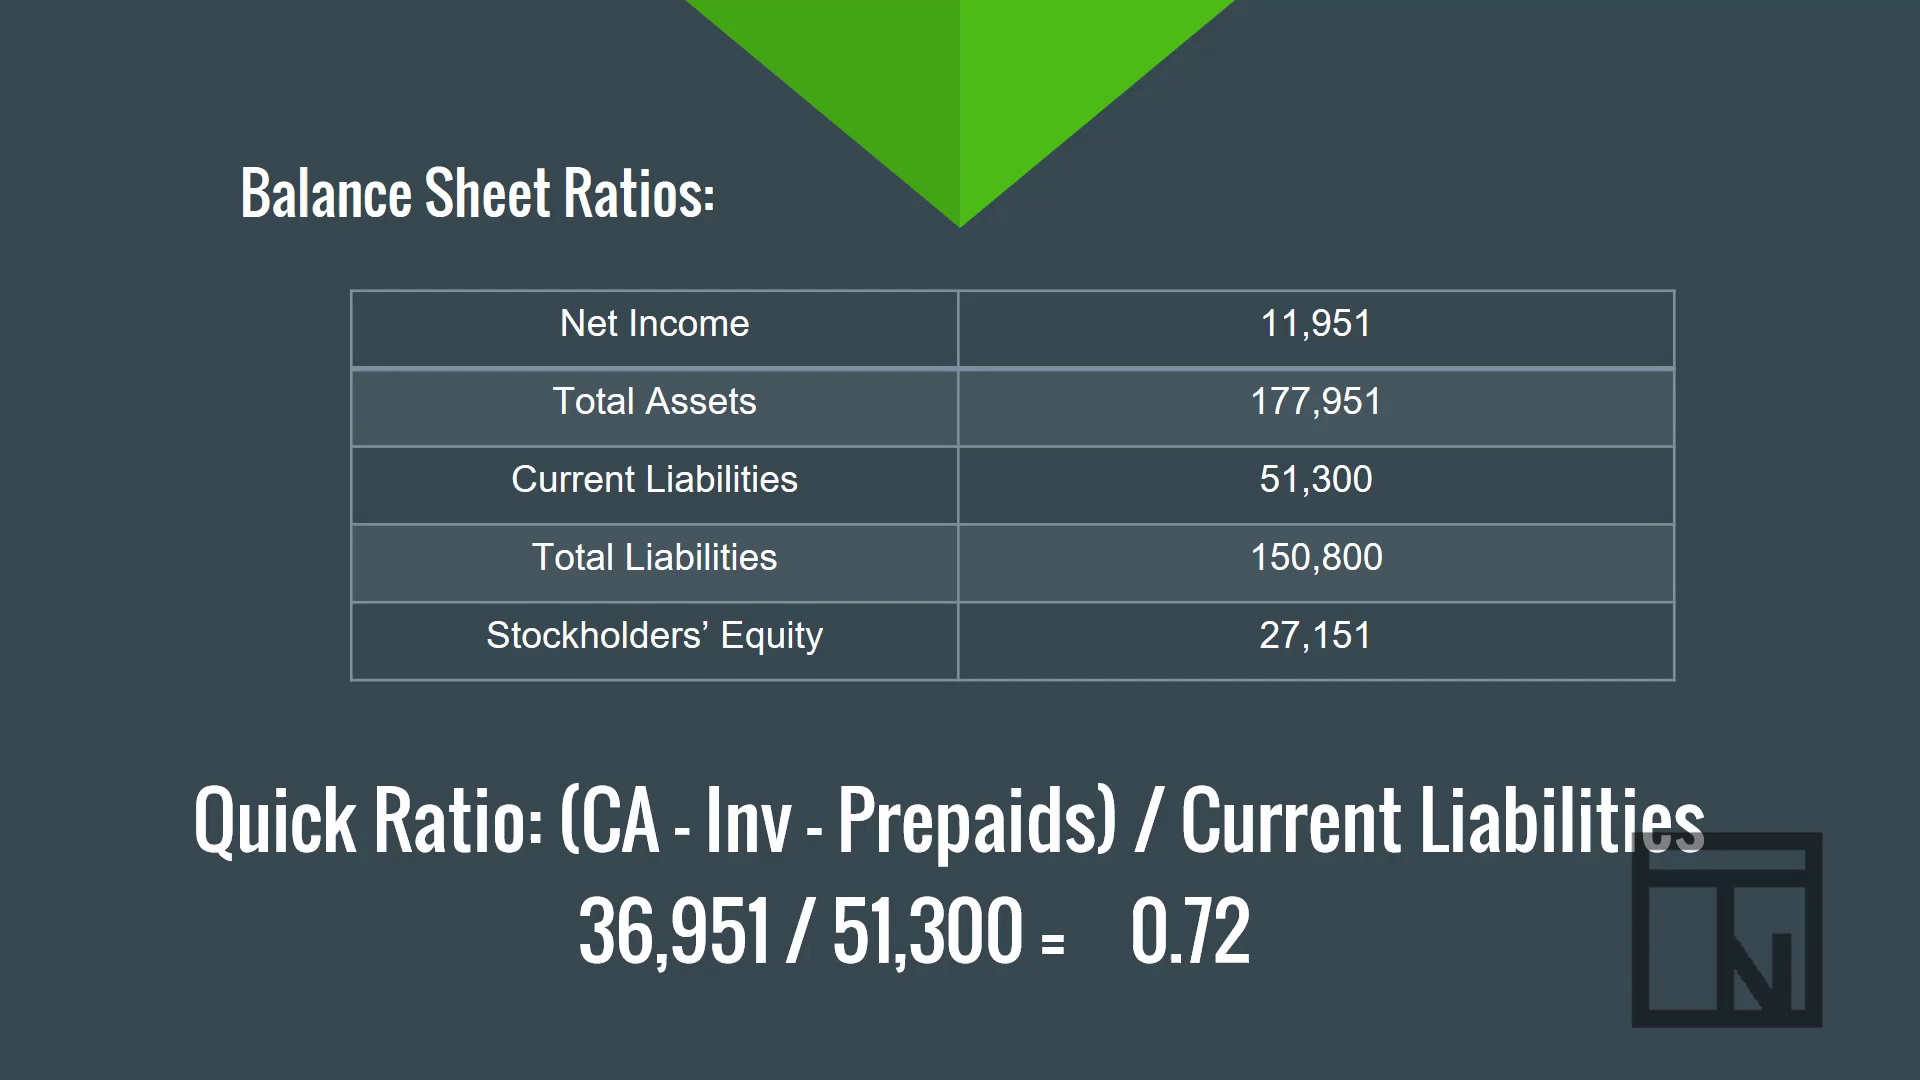 Balance Sheet Ratios:
Net Income 11,951
Total Assets 177,951
Current Liabilities 51,300
Total Liabilities 150,800
Stockholders’ Equity 27,151
Quick Ratio: (CA - Inv - Prepaids) / Current Liabilities
36,951 / 51,300 = 0.72